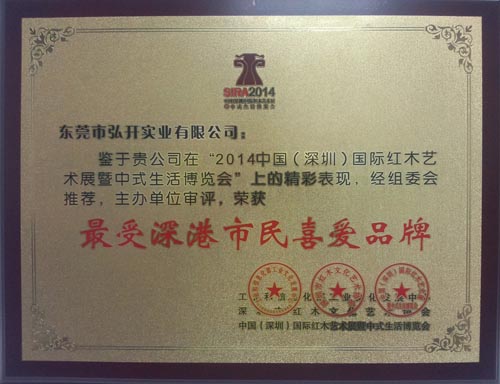 SIRA2014
东莞市弘开实业有限公司:
鉴于贵公司在“2014中国(深圳)国际红木艺
术展暨中式生活博览会”上的精彩表现,经组委会
推荐,主办单位审评,荣获
最受深港市民喜爱品牌
中国(深圳)国际红木艺术展暨中式生活博览会